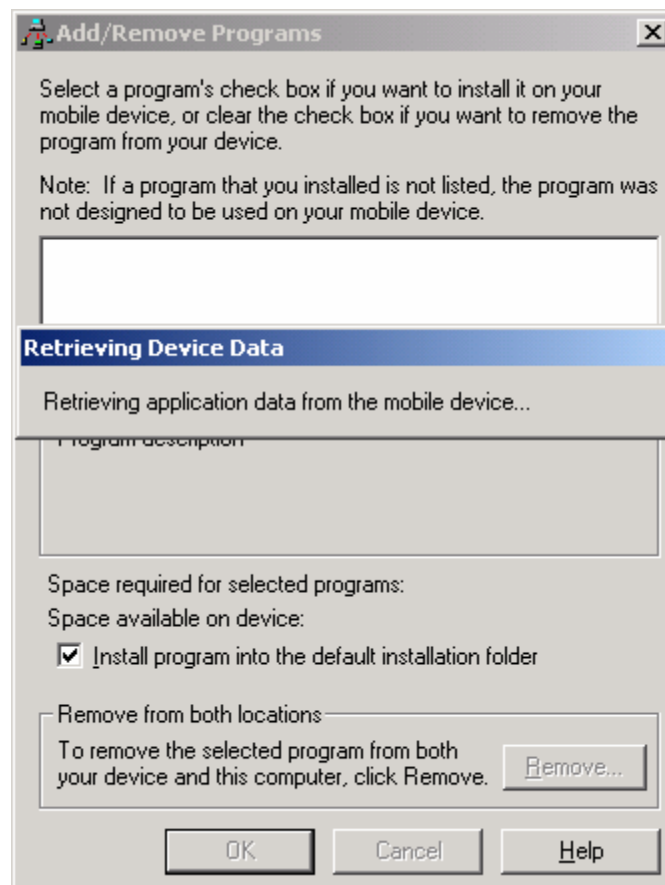 Add/Remove Programs
Select a program's check box if you want to install it on your
mobile device, or clear the check box if you want to remove the
program from your device.
Note: If a program that you installed is not listed, the program was
not designed to be used on your mobile device.
Retrieving Device Data
Retrieving application data from the mobile device...
Program description
Space required for selected programs:
Space available on device:
Install program into the default installation folder
Remove from both locations
To remove the selected program from both
your device and this computer, click Remove.
Remove...
OK Cancel Help